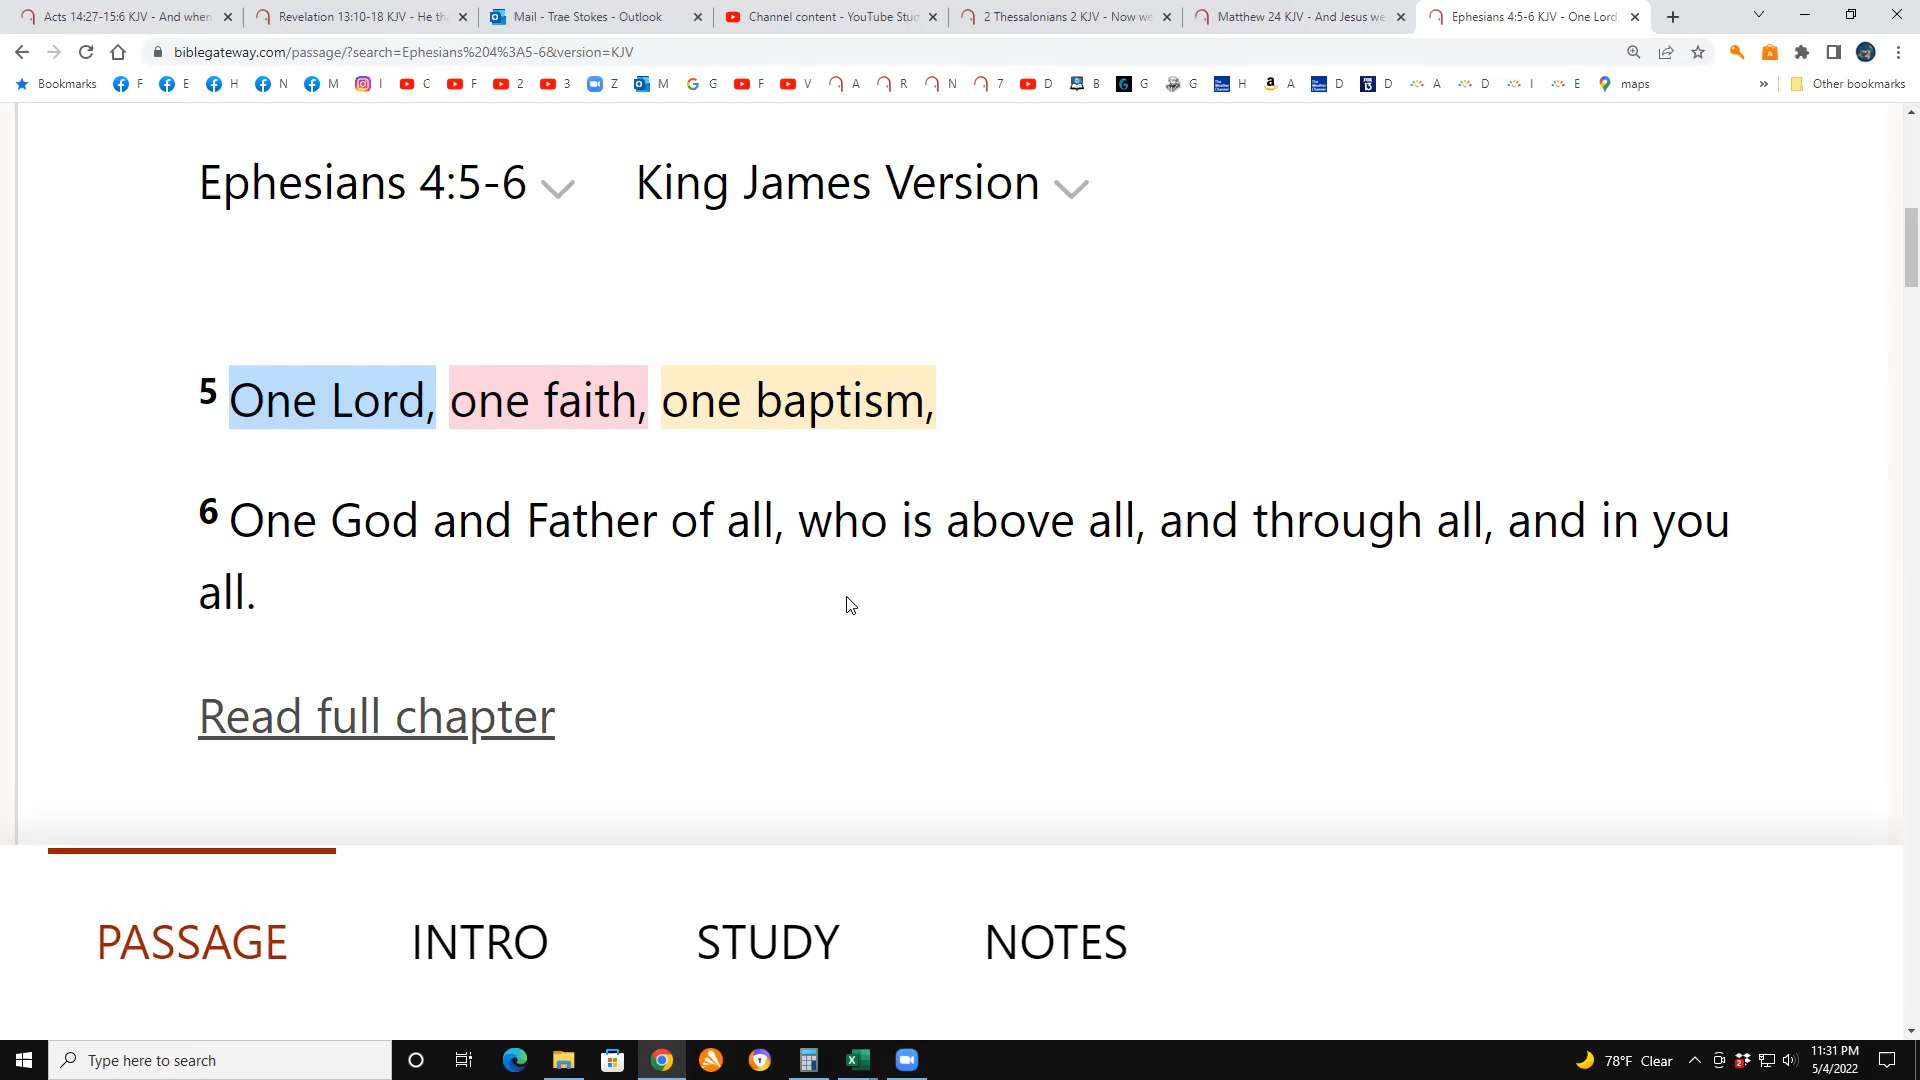 Acts 14:27-15:6 KJV - And when
Revelation 13:10-18 KJV - He th
Mail - Trae Stokes - Outlook
Channel content - YouTube Stud
2 Thessalonians 2 KJV - Now we
Matthew 24 KJV - And Jesus we
Ephesians 4:5-6 KJV - One Lord,
biblegateway.com/passage/?search=Ephesians%204%3A5-6&version=KJV
Bookmarks F E H N M I C F 2 3 Z M G F V A R N 7 D B G G H A D D A D I E maps » Other bookmarks
Ephesians 4:5-6 King James Version
5 One Lord, one faith, one baptism,
6 One God and Father of all, who is above all, and through all, and in you
all.
Read full chapter
PASSAGE INTRO STUDY NOTES
Type here to search
78°F Clear
11:31 PM
5/4/2022